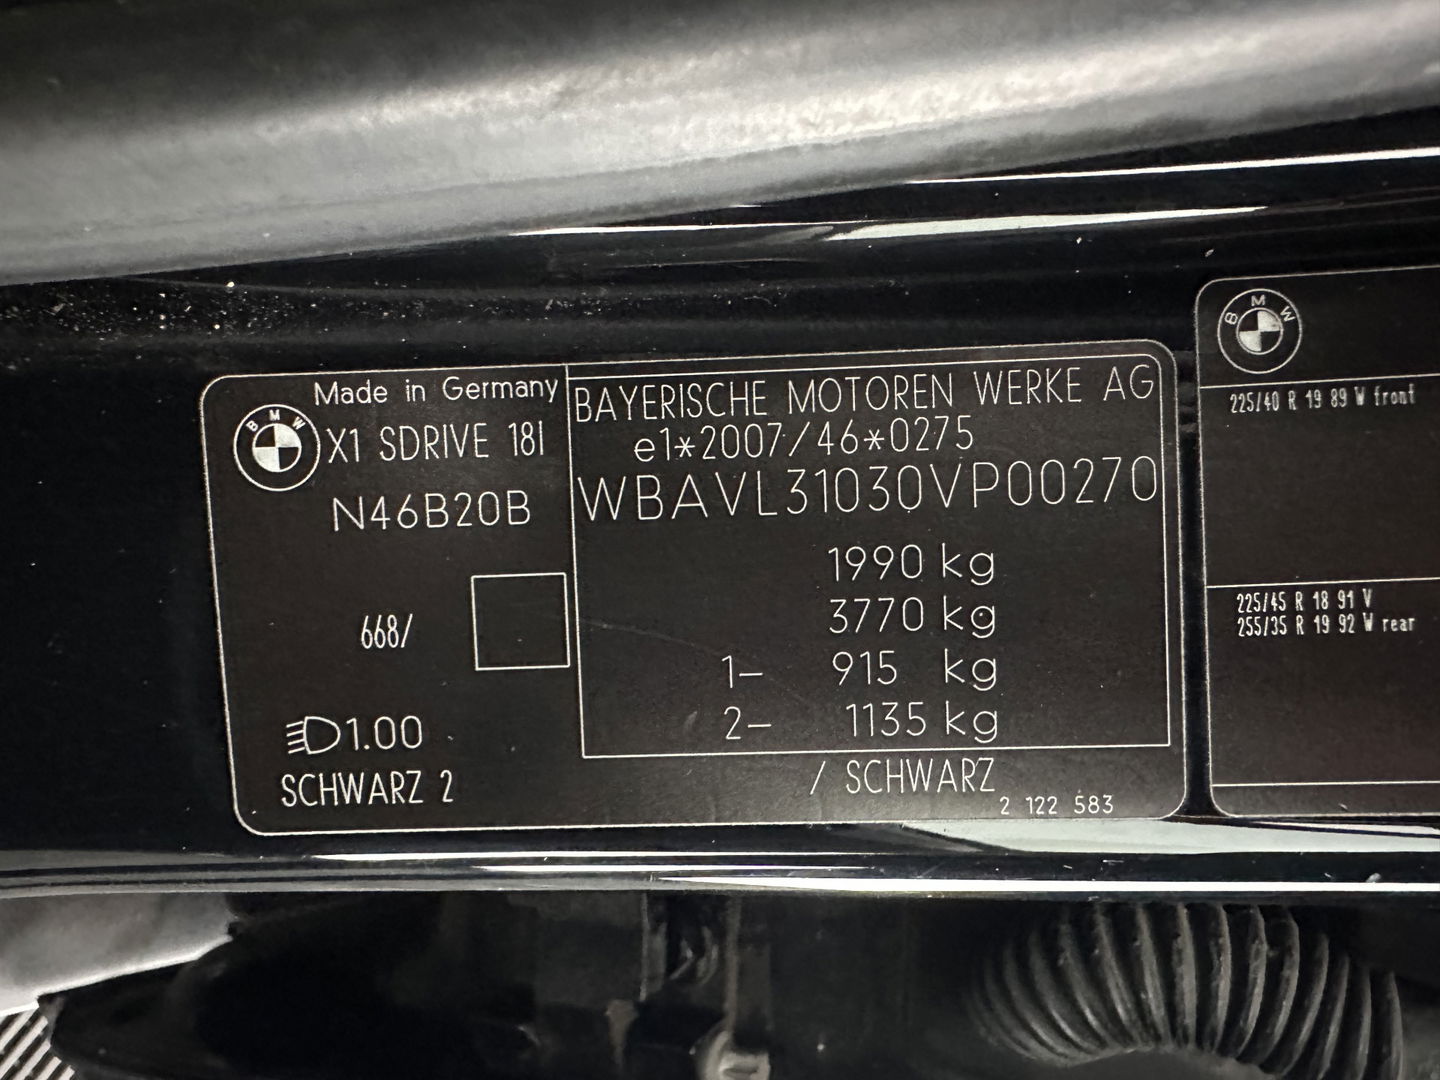 Made in Germany
BMW
X1 SDRIVE 18I
N46B20B
668/
1.00
SCHWARZ 2
BAYERISCHE MOTOREN WERKE AG
e1*2007/46*0275
WBAVL31030VP00270
1990 kg
3770 kg
1- 915 kg
2- 1135 kg
/ SCHWARZ
2 122 583
BMW
225/40 R 19 89 W front
225/45 R 18 91 V
255/35 R 19 92 W rear